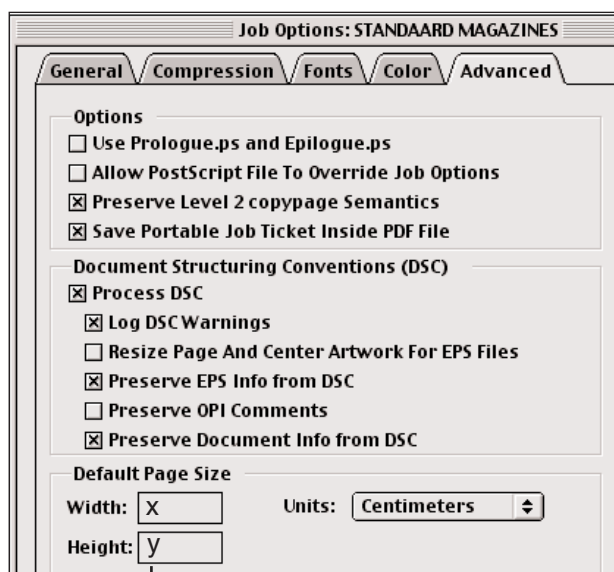 Job Options: STANDAARD MAGAZINES
General Compression Fonts Color Advanced
Options
Use Prologue.ps and Epilogue.ps
Allow PostScript File To Override Job Options
Preserve Level 2 copypage Semantics
Save Portable Job Ticket Inside PDF File
Document Structuring Conventions (DSC)
Process DSC
Log DSC Warnings
Resize Page And Center Artwork For EPS Files
Preserve EPS Info from DSC
Preserve OPI Comments
Preserve Document Info from DSC
Default Page Size
Width: x Units: Centimeters
Height: y